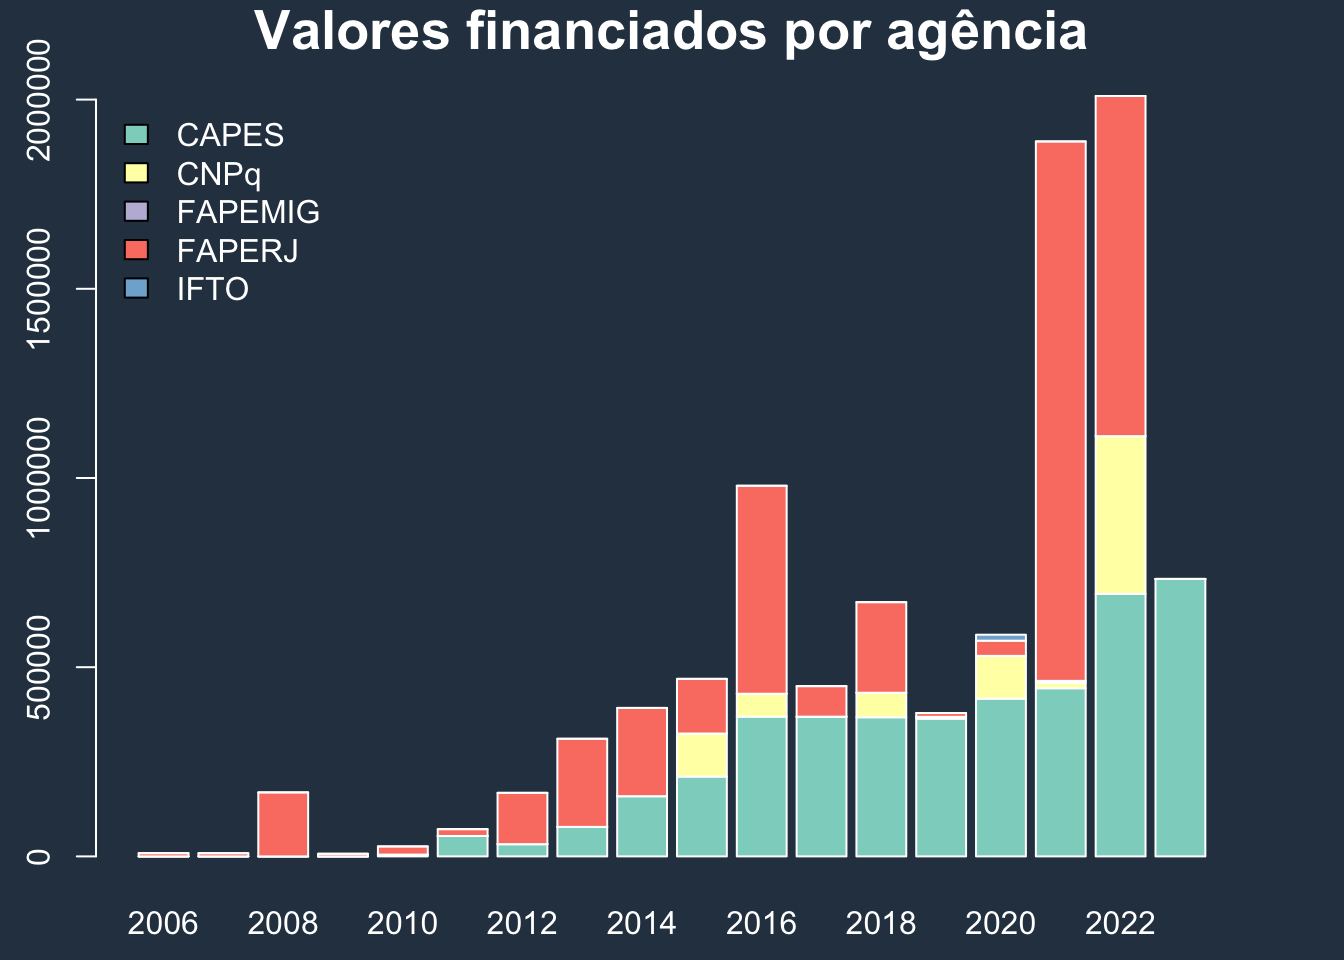 Valores financiados por agência
2000000
1500000
1000000
500000
0
CAPES
CNPq
FAPEMIG
FAPERJ
IFTO
2006 2008 2010 2012 2014 2016 2018 2020 2022